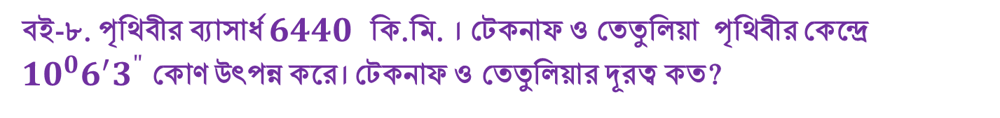 বই-৮. পৃথিবীর ব্যাসার্ধ 6440 কি.মি. । টেকনাফ ও তেতুলিয়া পৃথিবীর কেন্দ্রে
10⁰6′3" কোণ উৎপন্ন করে। টেকনাফ ও তেতুলিয়ার দূরত্ব কত?